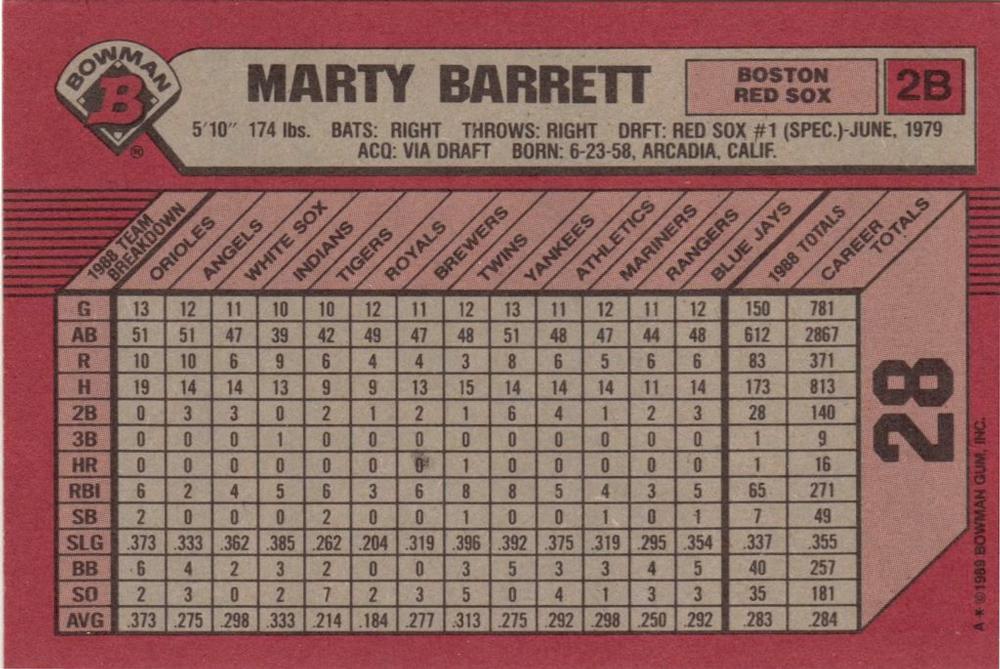 BOWMAN
B
®
MARTY BARRETT
BOSTON
RED SOX
2B
5'10" 174 lbs. BATS: RIGHT THROWS: RIGHT DRFT: RED SOX #1 (SPEC.)-JUNE, 1979
ACQ: VIA DRAFT BORN: 6-23-58, ARCADIA, CALIF.
1988 TEAM BREAKDOWN ORIOLES ANGELS WHITE SOX INDIANS TIGERS ROYALS BREWERS TWINS YANKEES ATHLETICS MARINERS RANGERS BLUE JAYS 1988 TOTALS CAREER TOTALS
G 13 12 11 10 10 12 11 12 13 11 12 11 12 150 781
AB 51 51 47 39 42 49 47 48 51 48 47 44 48 612 2867
R 10 10 6 9 6 4 4 3 8 6 5 6 6 83 371
H 19 14 14 13 9 9 13 15 14 14 14 11 14 173 813
2B 0 3 3 0 2 1 2 1 6 4 1 2 3 28 140
3B 0 0 0 1 0 0 0 0 0 0 0 0 0 1 9
HR 0 0 0 0 0 0 0 1 0 0 0 0 0 1 16
RBI 6 2 4 5 6 3 6 8 8 5 4 3 5 65 271
SB 2 0 0 0 2 0 0 1 0 0 1 0 1 7 49
SLG .373 .333 .362 .385 .262 .204 .319 .396 .392 .375 .319 .295 .354 .337 .355
BB 6 4 2 3 2 0 0 3 5 3 3 4 5 40 257
SO 2 3 0 2 7 2 3 5 0 4 1 3 3 35 181
AVG .373 .275 .298 .333 .214 .184 .277 .313 .275 .292 .298 .250 .292 .283 .284
28
A * © 1989 BOWMAN GUM, INC.